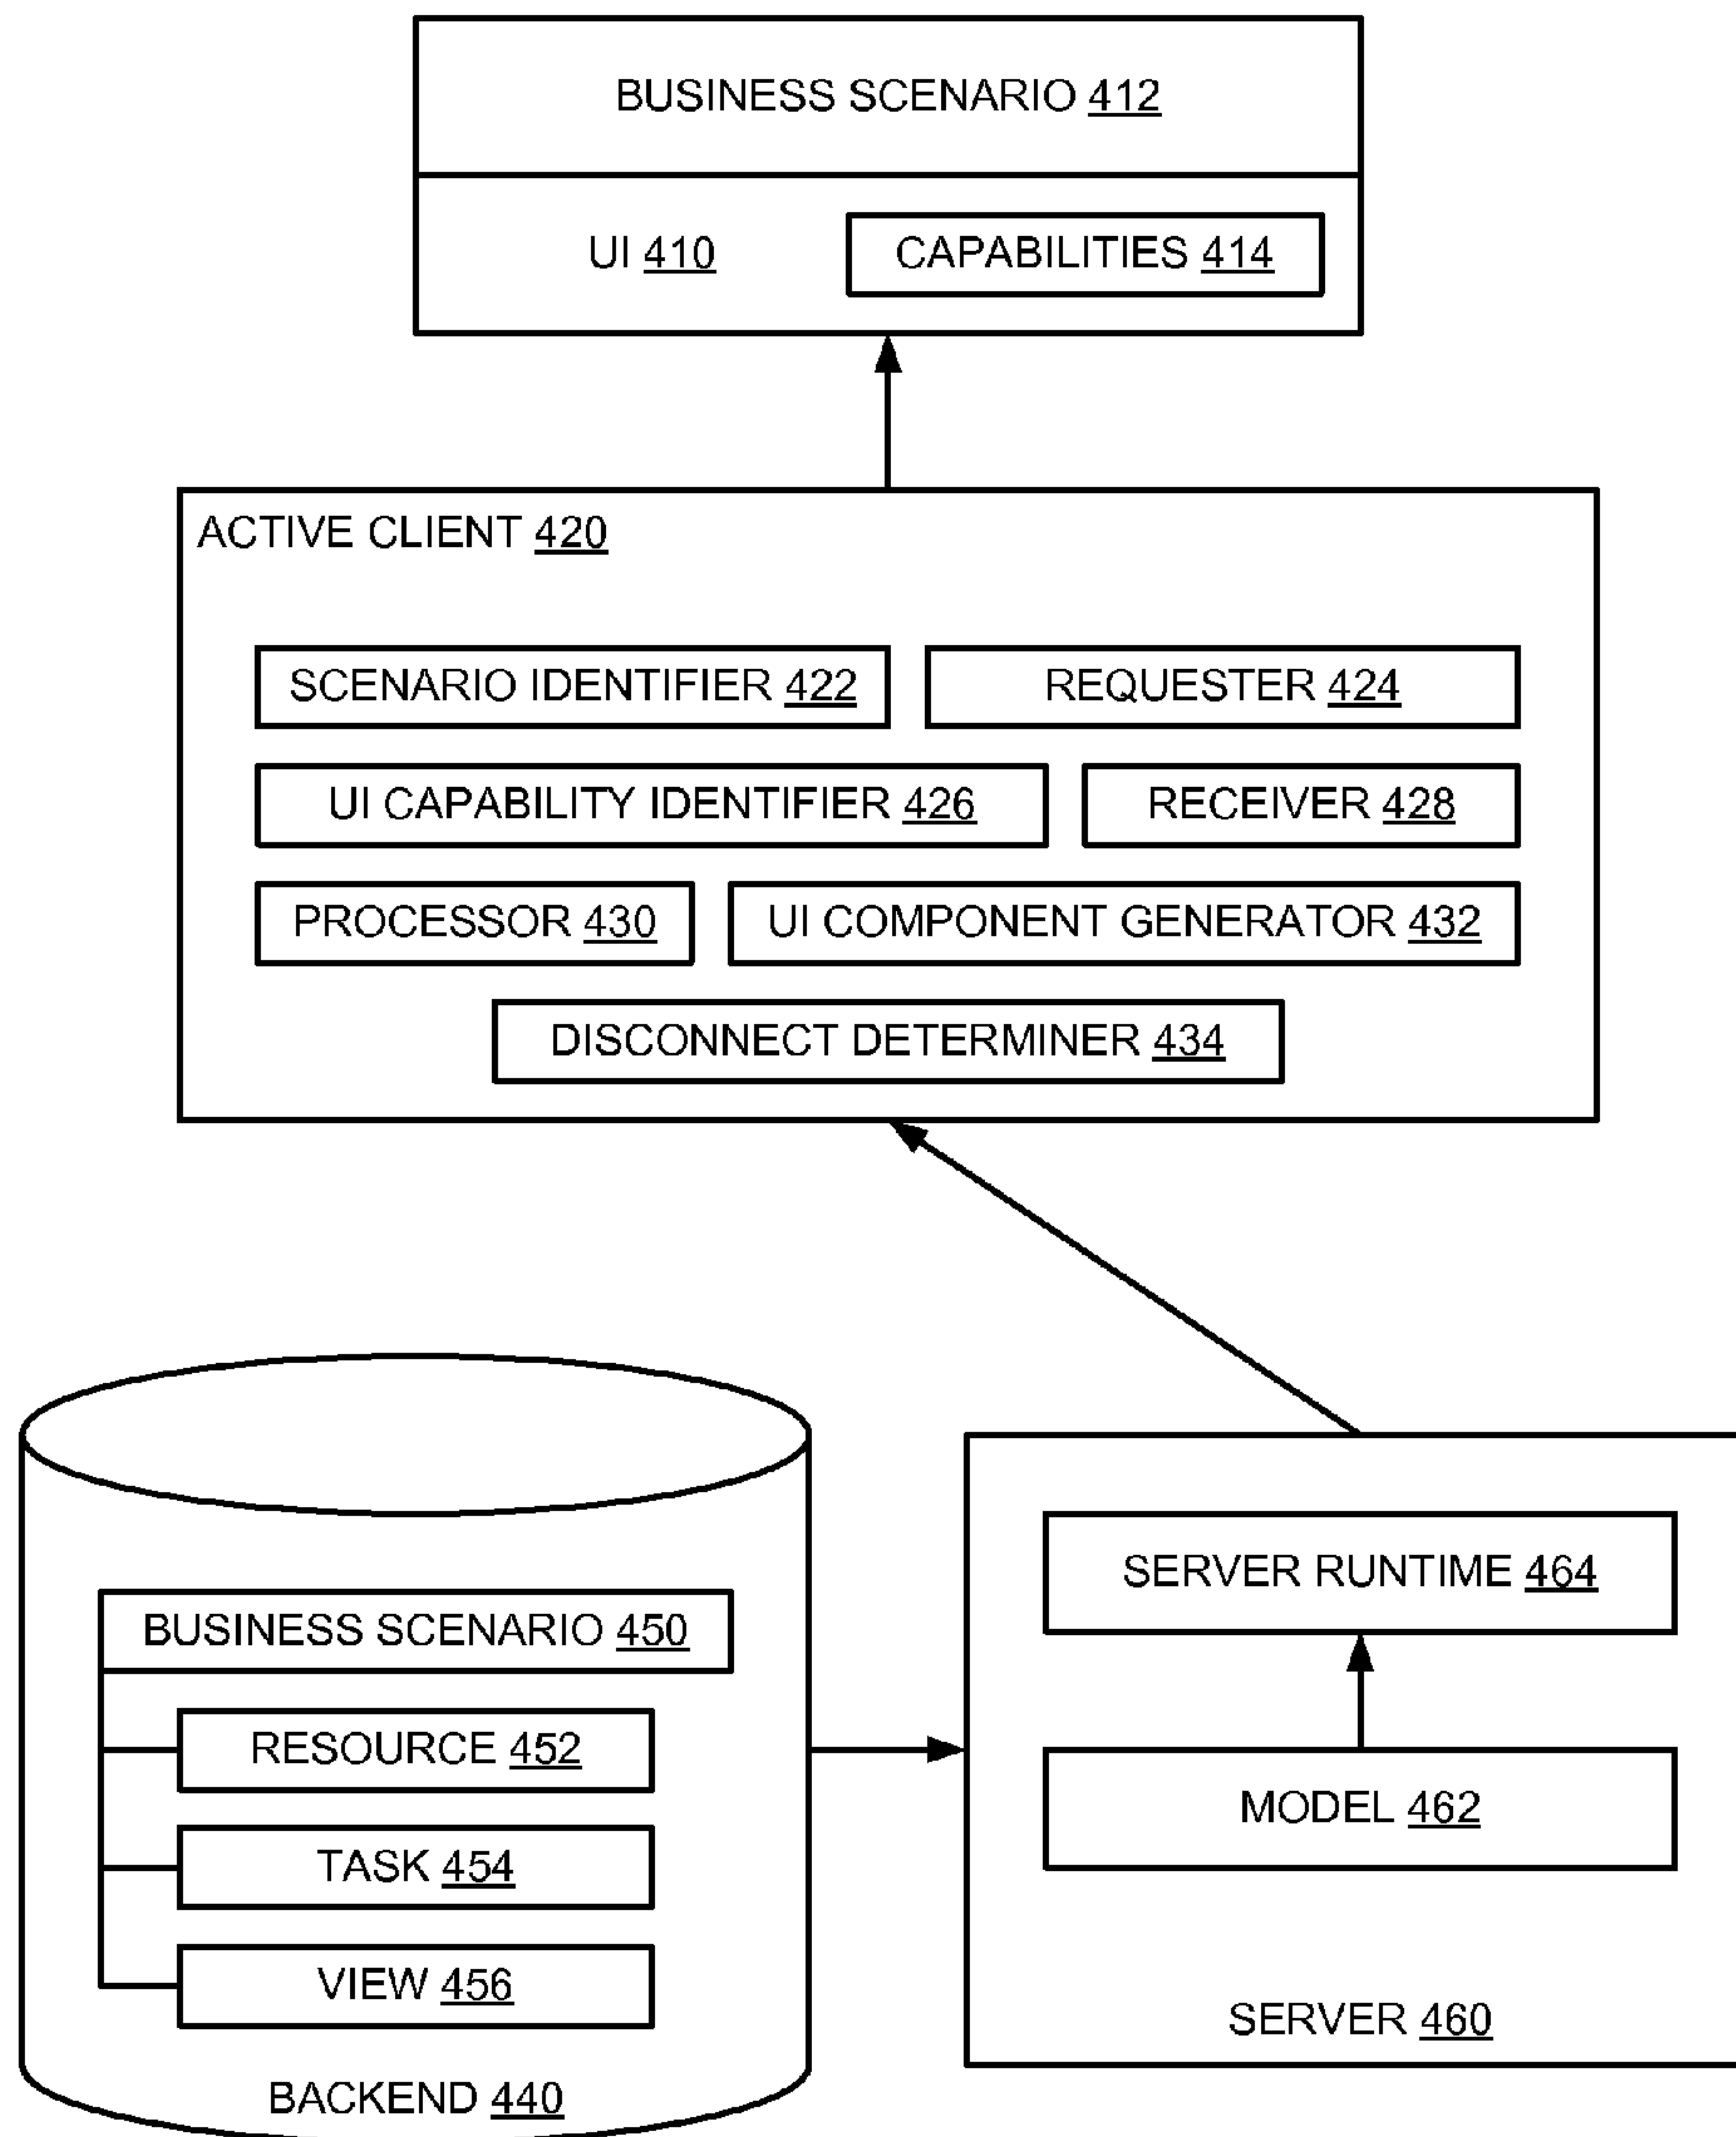 BUSINESS SCENARIO 412
UI 410
CAPABILITIES 414
ACTIVE CLIENT 420
SCENARIO IDENTIFIER 422
REQUESTER 424
UI CAPABILITY IDENTIFIER 426
RECEIVER 428
PROCESSOR 430
UI COMPONENT GENERATOR 432
DISCONNECT DETERMINER 434
BUSINESS SCENARIO 450
RESOURCE 452
TASK 454
VIEW 456
BACKEND 440
SERVER RUNTIME 464
MODEL 462
SERVER 460